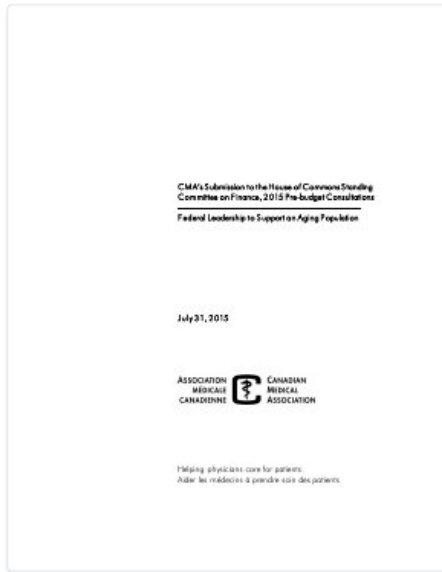 CMA's Submission to the House of Commons Standing
Committee on Finance, 2015 Pre-budget Consultations
Federal Leadership to Support an Aging Population
July 31, 2015
ASSOCIATION
MÉDICALE
CANADIENNE
CANADIAN
MEDICAL
ASSOCIATION
Helping physicians care for patients
Aider les médecins à prendre soin des patients